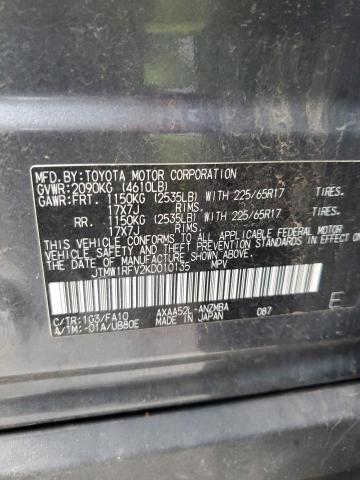 MFD.BY:TOYOTA MOTOR CORPORATION
GVWR:2090KG (4610LB)
GAWR:FRT. 1150KG (2535LB) WITH 225/65R17 TIRES.
17X7J RIMS.
RR. 1150KG (2535LB) WITH 225/65R17 TIRES.
17X7J RIMS.
THIS VEHICLE CONFORMS TO ALL APPLICABLE FEDERAL MOTOR
VEHICLE SAFETY, BUMPER, AND THEFT PREVENTION
STANDARDS IN EFFECT ON THE DATE OF
MANUFACTURE SHOWN ABOVE.
JTMW1RFV2KD010135 MPV
C/TR:1G3/FA10 AXAA52L-ANZMBA 087
A/TM:-01A/UB80E MADE IN JAPAN
E